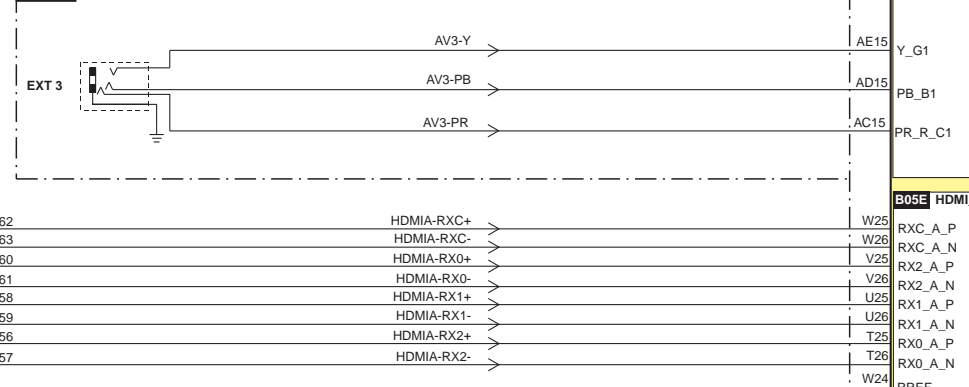 AV3-Y AE15 Y_G1
EXT 3 AV3-PB AD15 PB_B1
AV3-PR AC15 PR_R_C1
B05E HDMI
62 HDMIA-RXC+ W25 RXC_A_P
63 HDMIA-RXC- W26 RXC_A_N
60 HDMIA-RX0+ V25 RX2_A_P
61 HDMIA-RX0- V26 RX2_A_N
58 HDMIA-RX1+ U25 RX1_A_P
59 HDMIA-RX1- U26 RX1_A_N
56 HDMIA-RX2+ T25 RX0_A_P
57 HDMIA-RX2- T26 RX0_A_N
W24